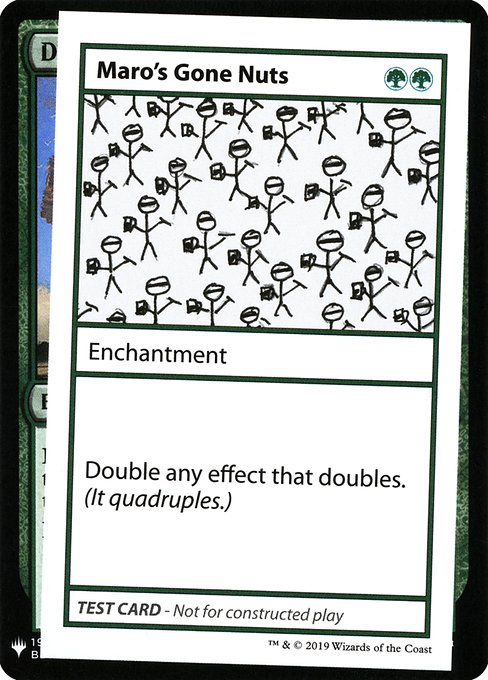 D
Maro's Gone Nuts
Enchantment
Double any effect that doubles.
(It quadruples.)
TEST CARD - Not for constructed play
19
B
™ & © 2019 Wizards of the Coast